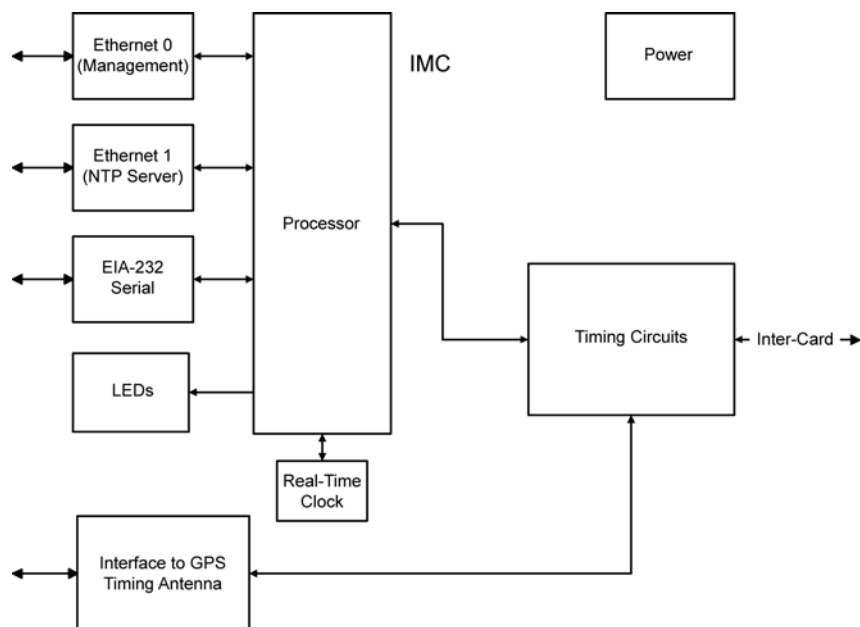 Ethernet 0
(Management)
IMC
Power
Ethernet 1
(NTP Server)
Processor
EIA-232
Serial
Timing Circuits
Inter-Card
LEDs
Real-Time
Clock
Interface to GPS
Timing Antenna